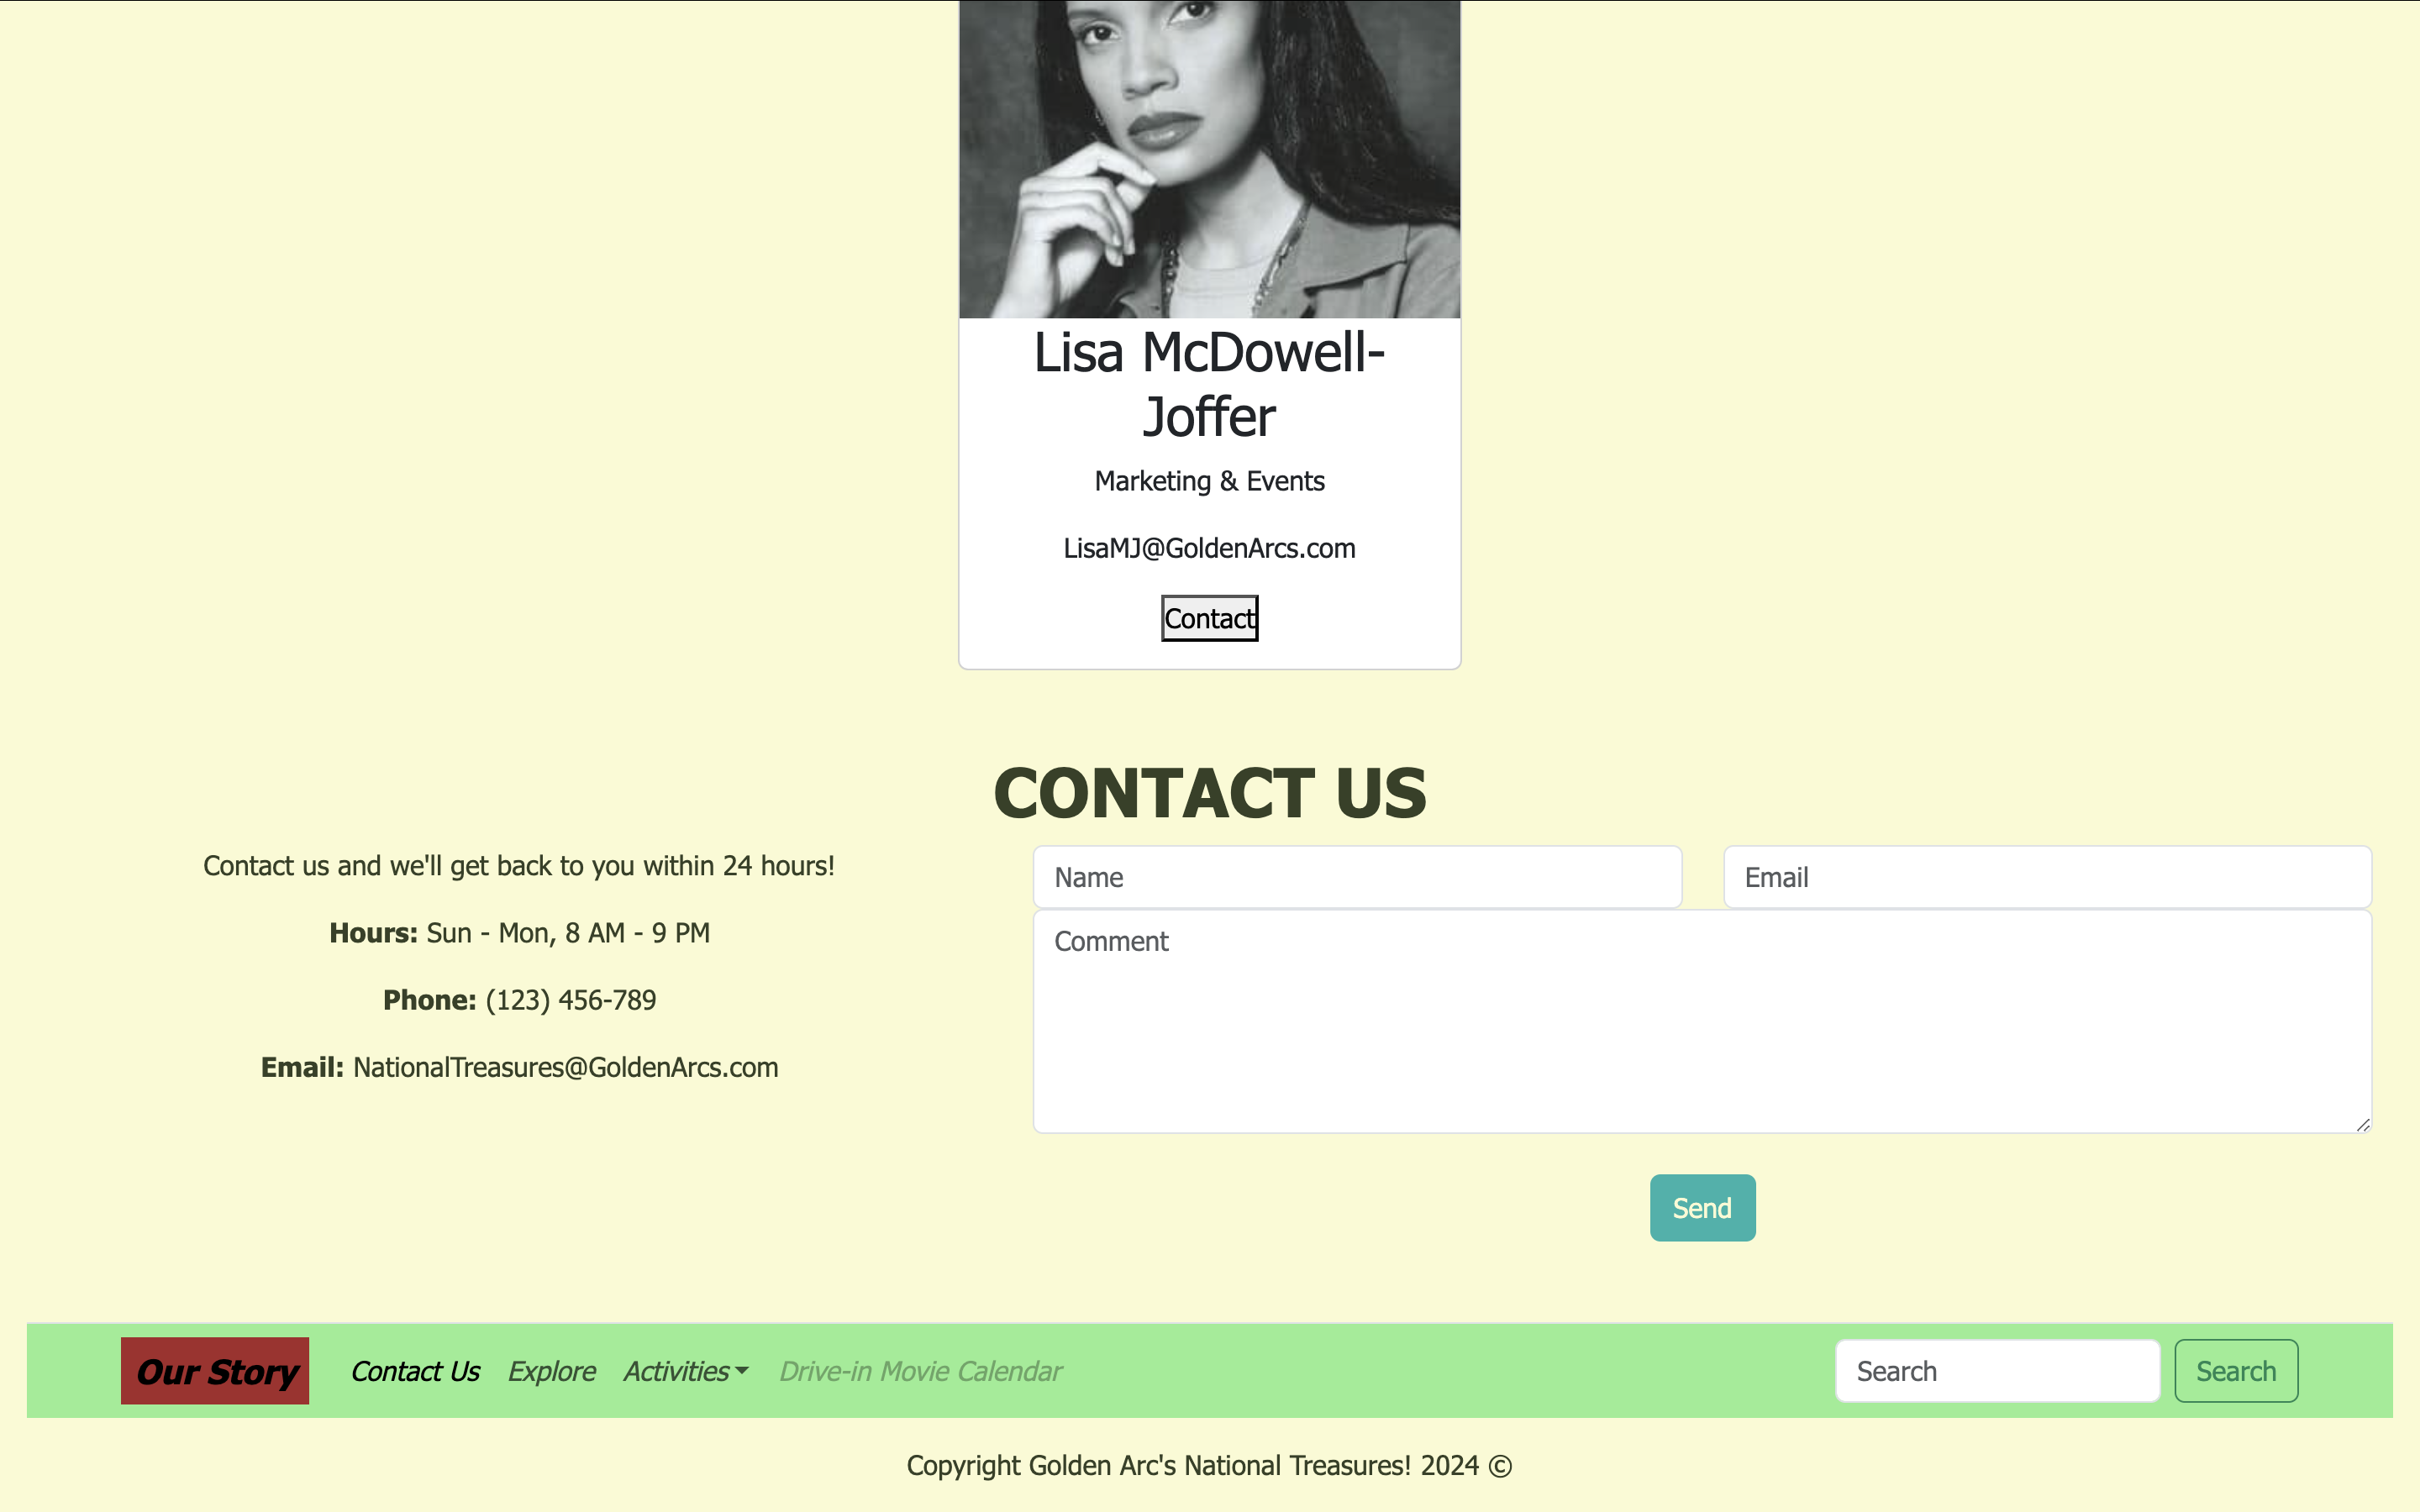 Lisa McDowell-
Joffer
Marketing & Events
LisaMJ@GoldenArcs.com
Contact
CONTACT US
Contact us and we'll get back to you within 24 hours!
Hours: Sun - Mon, 8 AM - 9 PM
Phone: (123) 456-789
Email: NationalTreasures@GoldenArcs.com
Name
Email
Comment
Send
Our Story
Contact Us
Explore
Activities
Drive-in Movie Calendar
Search
Search
Copyright Golden Arc's National Treasures! 2024 ©